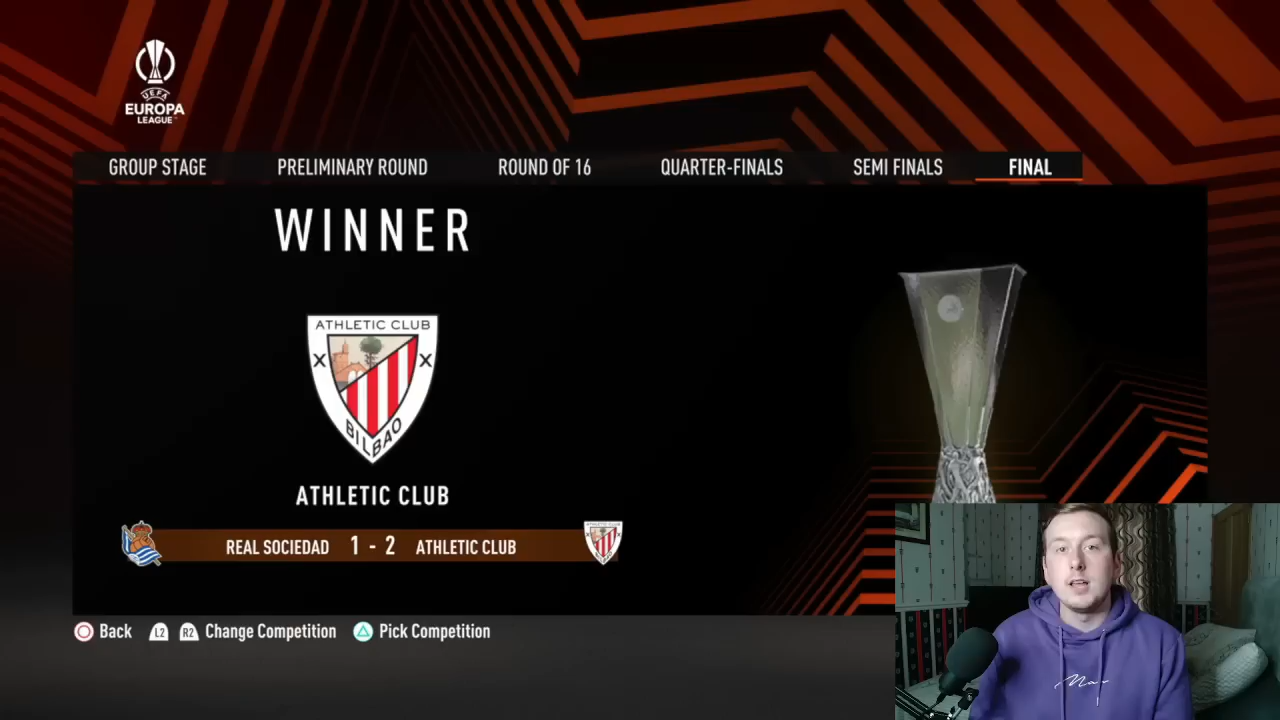 UEFA
EUROPA
LEAGUE
GROUP STAGE PRELIMINARY ROUND ROUND OF 16 QUARTER-FINALS SEMI FINALS FINAL
WINNER
ATHLETIC CLUB
BILBAO
ATHLETIC CLUB
REAL SOCIEDAD 1 - 2 ATHLETIC CLUB
Back L2 R2 Change Competition Pick Competition